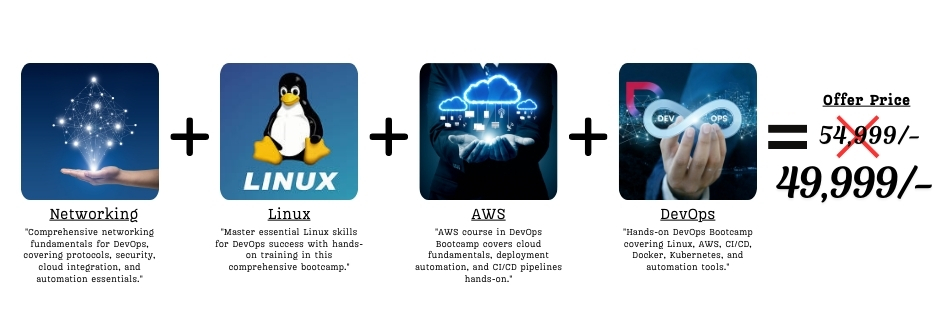 LINUX
DEV OPS
Offer Price
54,999/-
49,999/-
Networking
"Comprehensive networking
fundamentals for DevOps,
covering protocols, security,
cloud integration, and
automation essentials."
Linux
"Master essential Linux skills
for DevOps success with hands-
on training in this
comprehensive bootcamp."
AWS
"AWS course in DevOps
Bootcamp covers cloud
fundamentals, deployment
automation, and CI/CD pipelines
hands-on."
DevOps
"Hands-on DevOps Bootcamp
covering Linux, AWS, CI/CD,
Docker, Kubernetes, and
automation tools."